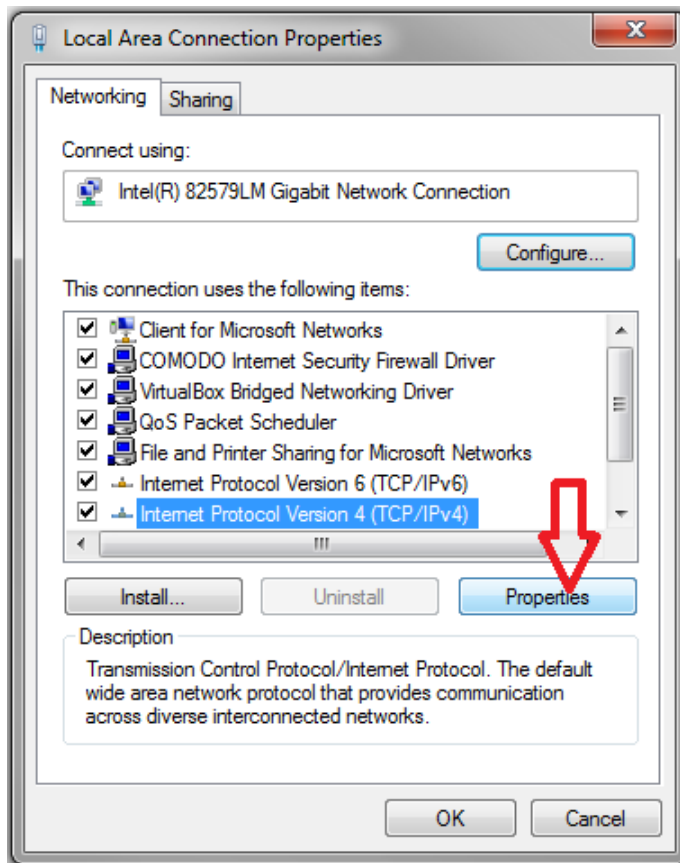 Local Area Connection Properties
Networking
Sharing
Connect using:
Intel(R) 82579LM Gigabit Network Connection
Configure...
This connection uses the following items:
Client for Microsoft Networks
COMODO Internet Security Firewall Driver
VirtualBox Bridged Networking Driver
QoS Packet Scheduler
File and Printer Sharing for Microsoft Networks
Internet Protocol Version 6 (TCP/IPv6)
Internet Protocol Version 4 (TCP/IPv4)
Install...
Uninstall
Properties
Description
Transmission Control Protocol/Internet Protocol. The default
wide area network protocol that provides communication
across diverse interconnected networks.
OK
Cancel